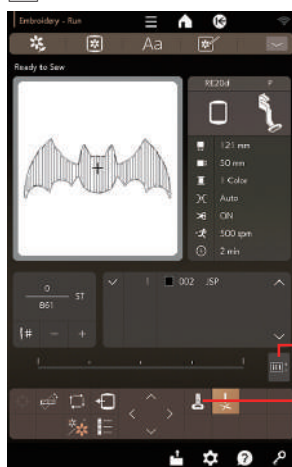 Embroidery - Run
Aa
Ready to Sew
RE20d P
121 mm
50 mm
1 Color
Auto
ON
500 spm
2 min
0
861 ST
1 002 JSP
# - +